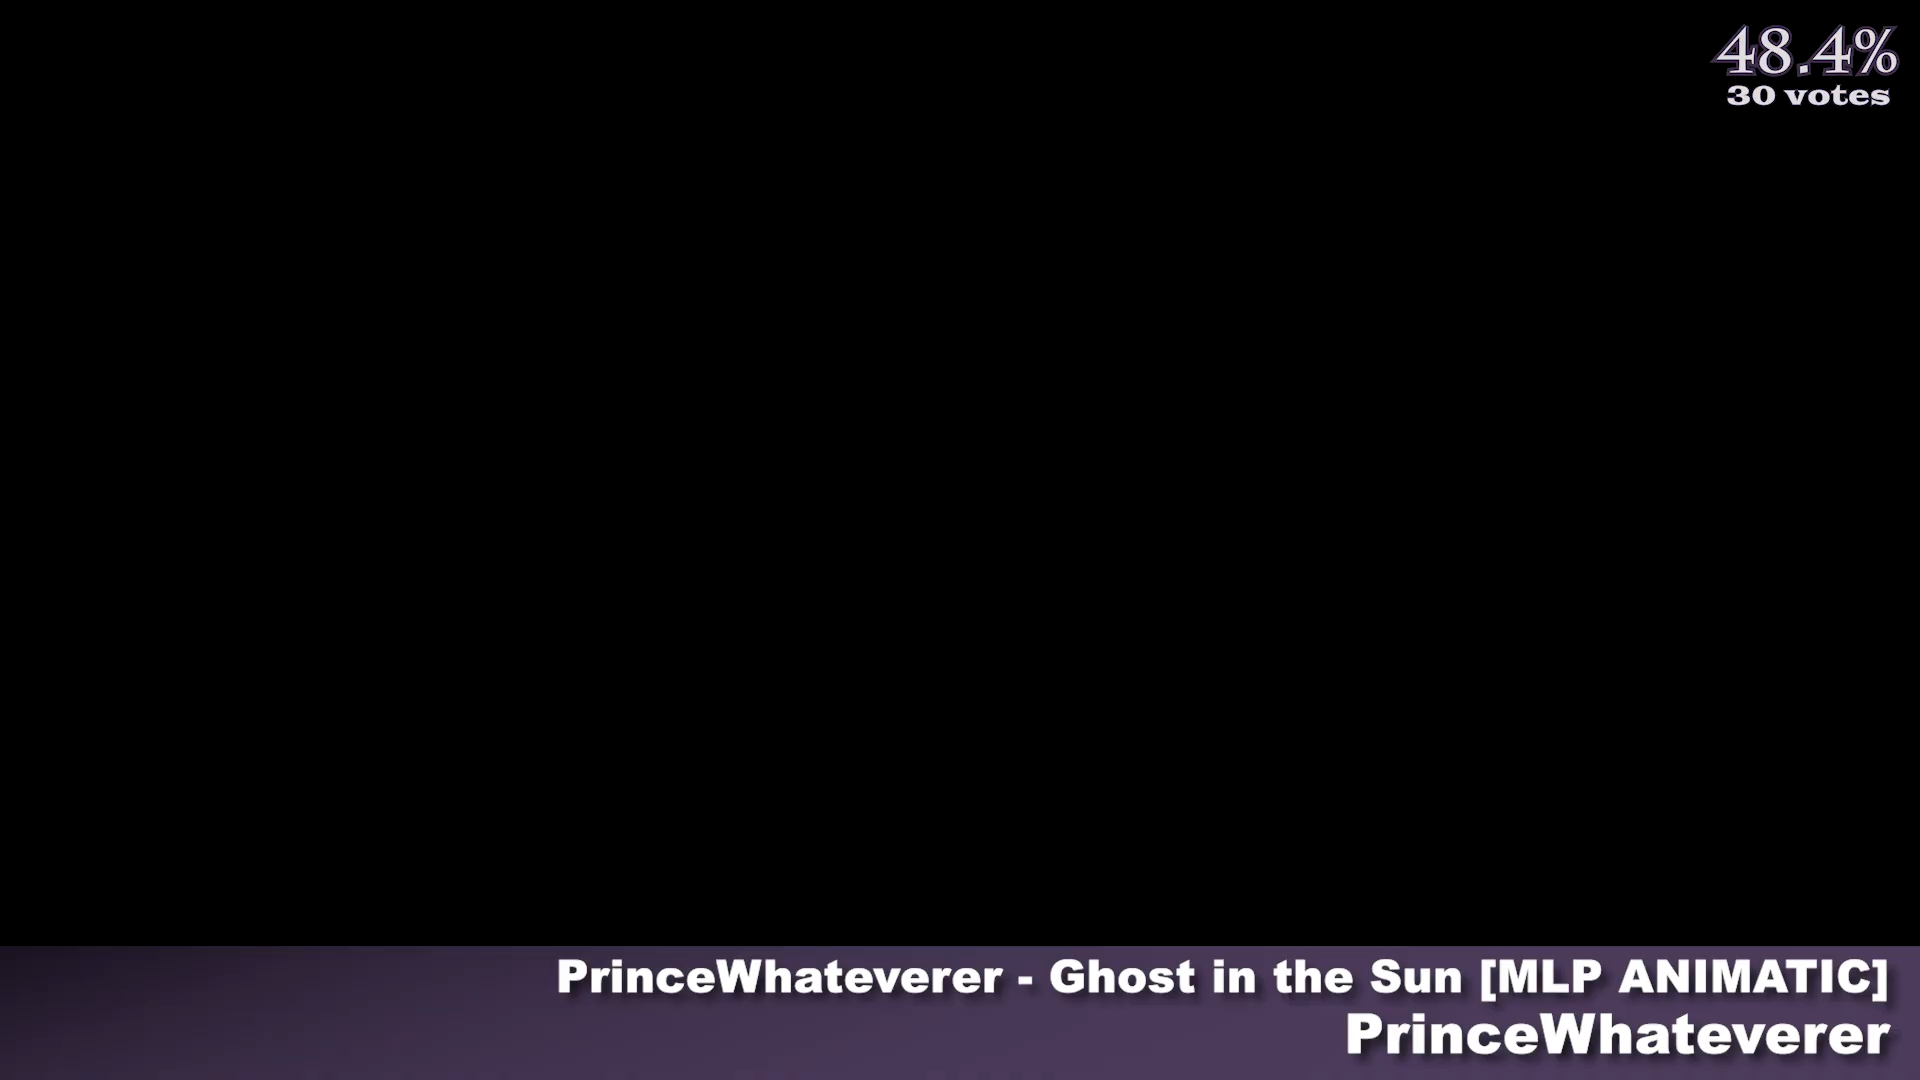 48.4%
30 votes
PrinceWhateverer - Ghost in the Sun [MLP ANIMATIC]
PrinceWhateverer